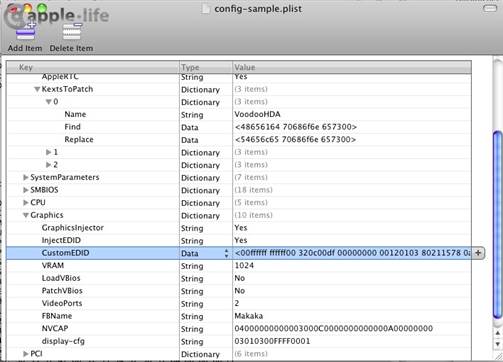 config-sample.plist
apple-life
Add Item Delete Item
Key Type Value
AppleRTC String Yes
KextsToPatch Dictionary (3 items)
0 Dictionary (3 items)
Name String VoodooHDA
Find Data <48656164 70686f6e 657300>
Replace Data <54656c65 70686f6e 657300>
1 Dictionary (3 items)
2 Dictionary (3 items)
SystemParameters Dictionary (7 items)
SMBIOS Dictionary (18 items)
CPU Dictionary (5 items)
Graphics Dictionary (10 items)
GraphicsInjector String Yes
InjectEDID String Yes
CustomEDID Data <00ffffff ffffff00 320c00df 00000000 00120103 80211578 0a
VRAM String 1024
LoadVBios String No
PatchVBios String No
VideoPorts String 2
FBName String Makaka
NVCAP String 04000000000003000C0000000000000A00000000
display-cfg String 03010300FFFF0001
PCI Dictionary (6 items)